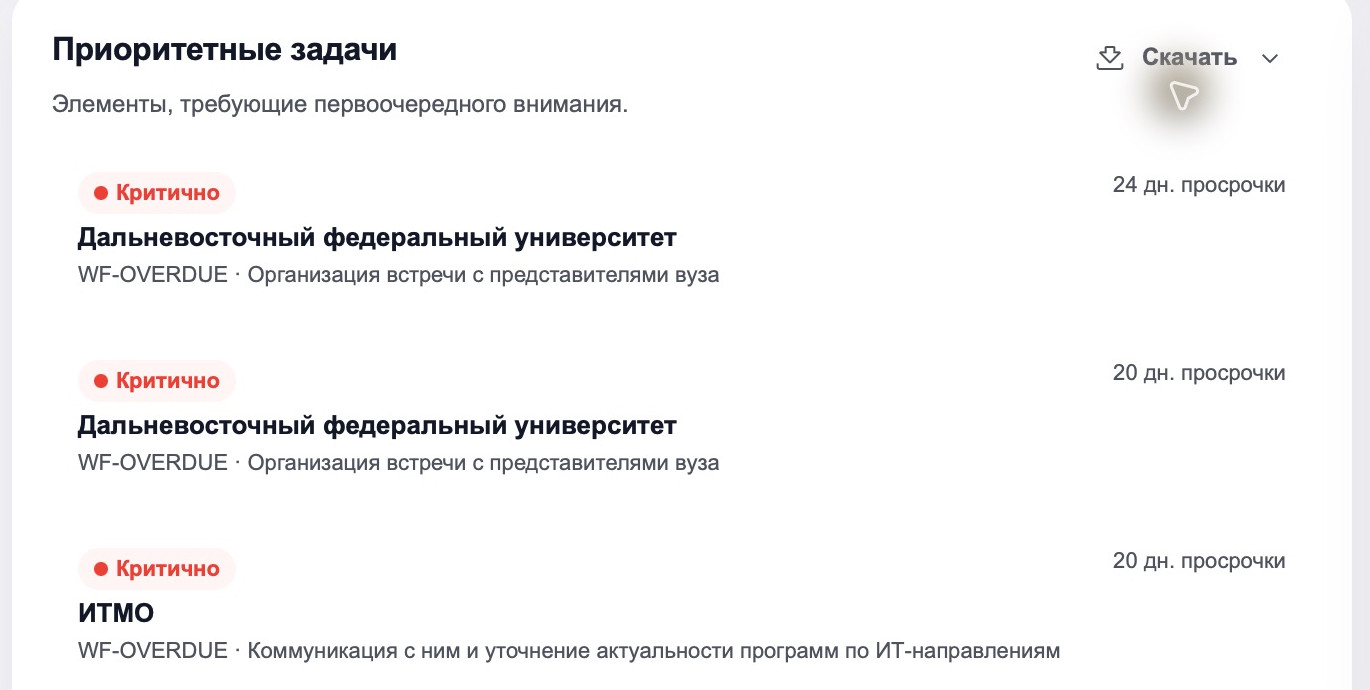 Приоритетные задачи
Скачать
Элементы, требующие первоочередного внимания.
Критично
24 дн. просрочки
Дальневосточный федеральный университет
WF-OVERDUE · Организация встречи с представителями вуза
Критично
20 дн. просрочки
Дальневосточный федеральный университет
WF-OVERDUE · Организация встречи с представителями вуза
Критично
20 дн. просрочки
ИТМО
WF-OVERDUE · Коммуникация с ним и уточнение актуальности программ по ИТ-направлениям